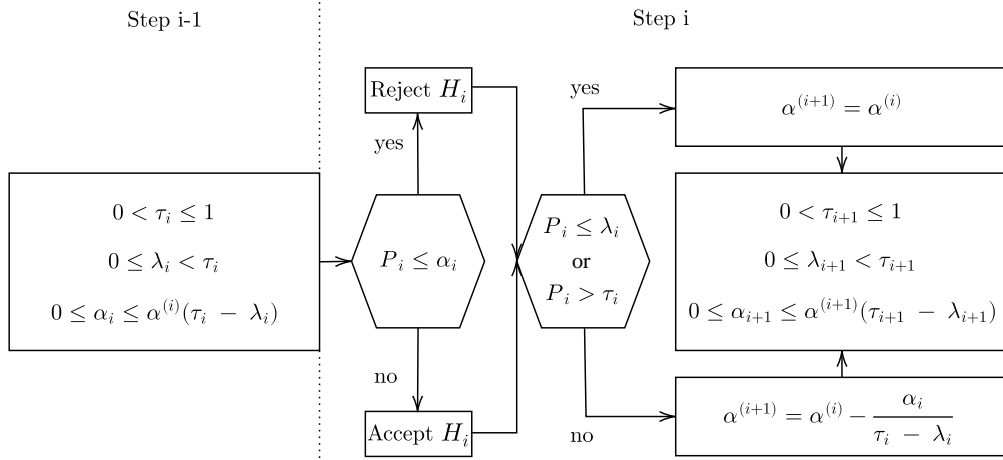 Step i-1
Step i
0 < τ_i ≤ 1
0 ≤ λ_i < τ_i
0 ≤ α_i ≤ α^{(i)}(τ_i − λ_i)
Reject H_i
yes
P_i ≤ α_i
no
Accept H_i
yes
P_i ≤ λ_i
or
P_i > τ_i
no
α^{(i+1)} = α^{(i)}
0 < τ_{i+1} ≤ 1
0 ≤ λ_{i+1} < τ_{i+1}
0 ≤ α_{i+1} ≤ α^{(i+1)}(τ_{i+1} − λ_{i+1})
α^{(i+1)} = α^{(i)} − \frac{α_i}{τ_i − λ_i}